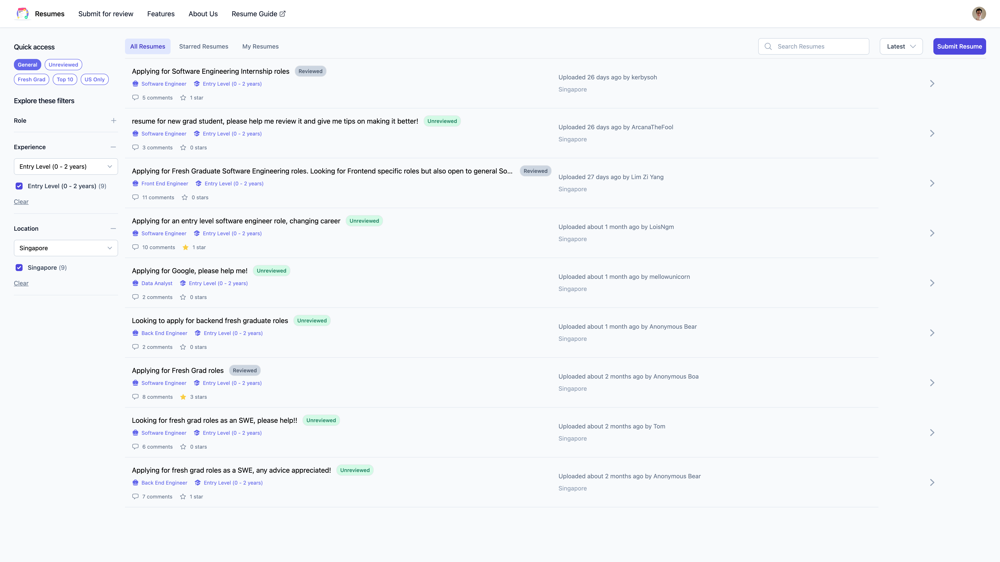 Resumes
Submit for review
Features
About Us
Resume Guide
Quick access
General
Unreviewed
Fresh Grad
Top 10
US Only
Explore these filters
Role
Experience
Entry Level (0 - 2 years)
Entry Level (0 - 2 years) (9)
Clear
Location
Singapore
Singapore (9)
Clear
All Resumes
Starred Resumes
My Resumes
Search Resumes
Latest
Submit Resume
Applying for Software Engineering Internship roles Reviewed
Software Engineer Entry Level (0 - 2 years)
5 comments 1 star
Uploaded 26 days ago by kerbysoh
Singapore
resume for new grad student, please help me review it and give me tips on making it better! Unreviewed
Software Engineer Entry Level (0 - 2 years)
3 comments 0 stars
Uploaded 26 days ago by ArcanaTheFool
Singapore
Applying for Fresh Graduate Software Engineering roles. Looking for Frontend specific roles but also open to general So... Reviewed
Front End Engineer Entry Level (0 - 2 years)
11 comments 0 stars
Uploaded 27 days ago by Lim Zi Yang
Singapore
Applying for an entry level software engineer role, changing career Unreviewed
Software Engineer Entry Level (0 - 2 years)
10 comments 1 star
Uploaded about 1 month ago by LoisNgm
Singapore
Applying for Google, please help me! Unreviewed
Data Analyst Entry Level (0 - 2 years)
2 comments 0 stars
Uploaded about 1 month ago by mellowunicorn
Singapore
Looking to apply for backend fresh graduate roles Unreviewed
Back End Engineer Entry Level (0 - 2 years)
2 comments 0 stars
Uploaded about 1 month ago by Anonymous Bear
Singapore
Applying for Fresh Grad roles Reviewed
Software Engineer Entry Level (0 - 2 years)
8 comments 3 stars
Uploaded about 2 months ago by Anonymous Boa
Singapore
Looking for fresh grad roles as an SWE, please help!! Unreviewed
Software Engineer Entry Level (0 - 2 years)
6 comments 0 stars
Uploaded about 2 months ago by Tom
Singapore
Applying for fresh grad roles as a SWE, any advice appreciated! Unreviewed
Back End Engineer Entry Level (0 - 2 years)
7 comments 1 star
Uploaded about 2 months ago by Anonymous Bear
Singapore